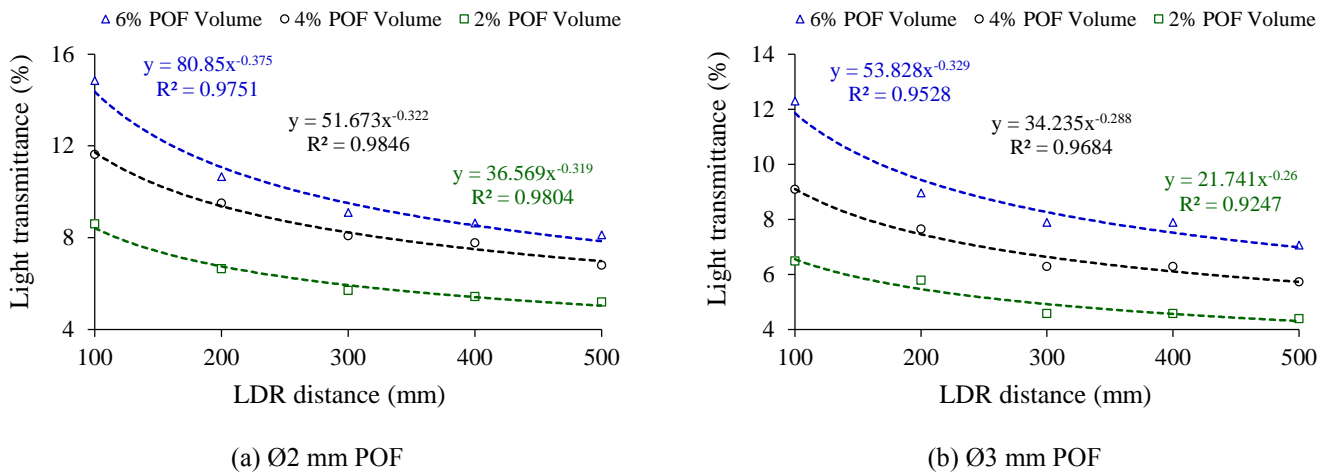 6% POF Volume 4% POF Volume 2% POF Volume
16
12
8
4
Light transmittance (%)
y = 80.85x^-0.375
R² = 0.9751
y = 51.673x^-0.322
R² = 0.9846
y = 36.569x^-0.319
R² = 0.9804
100 200 300 400 500
LDR distance (mm)
(a) Ø2 mm POF
6% POF Volume 4% POF Volume 2% POF Volume
14
12
10
8
6
4
Light transmittance (%)
y = 53.828x^-0.329
R² = 0.9528
y = 34.235x^-0.288
R² = 0.9684
y = 21.741x^-0.26
R² = 0.9247
100 200 300 400 500
LDR distance (mm)
(b) Ø3 mm POF